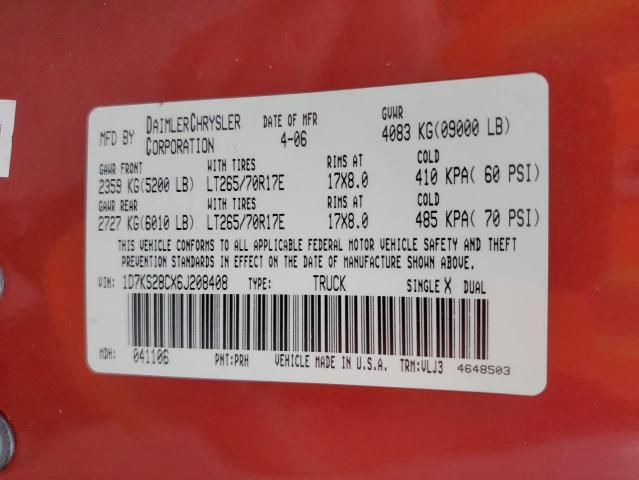 MFD BY DAIMLERCHRYSLER CORPORATION DATE OF MFR 4-06 GVWR 4083 KG(09000 LB)
GAWR FRONT WITH TIRES RIMS AT COLD
2359 KG(5200 LB) LT265/70R17E 17X8.0 410 KPA( 60 PSI)
GAWR REAR WITH TIRES RIMS AT COLD
2727 KG(6010 LB) LT265/70R17E 17X8.0 485 KPA( 70 PSI)
THIS VEHICLE CONFORMS TO ALL APPLICABLE FEDERAL MOTOR VEHICLE SAFETY AND THEFT
PREVENTION STANDARDS IN EFFECT ON THE DATE OF MANUFACTURE SHOWN ABOVE.
VIN: 1D7KS28CX6J208408 TYPE: TRUCK SINGLE X DUAL
MDH: 041106 PNT:PRH VEHICLE MADE IN U.S.A. TRM:VLJ3 4648503